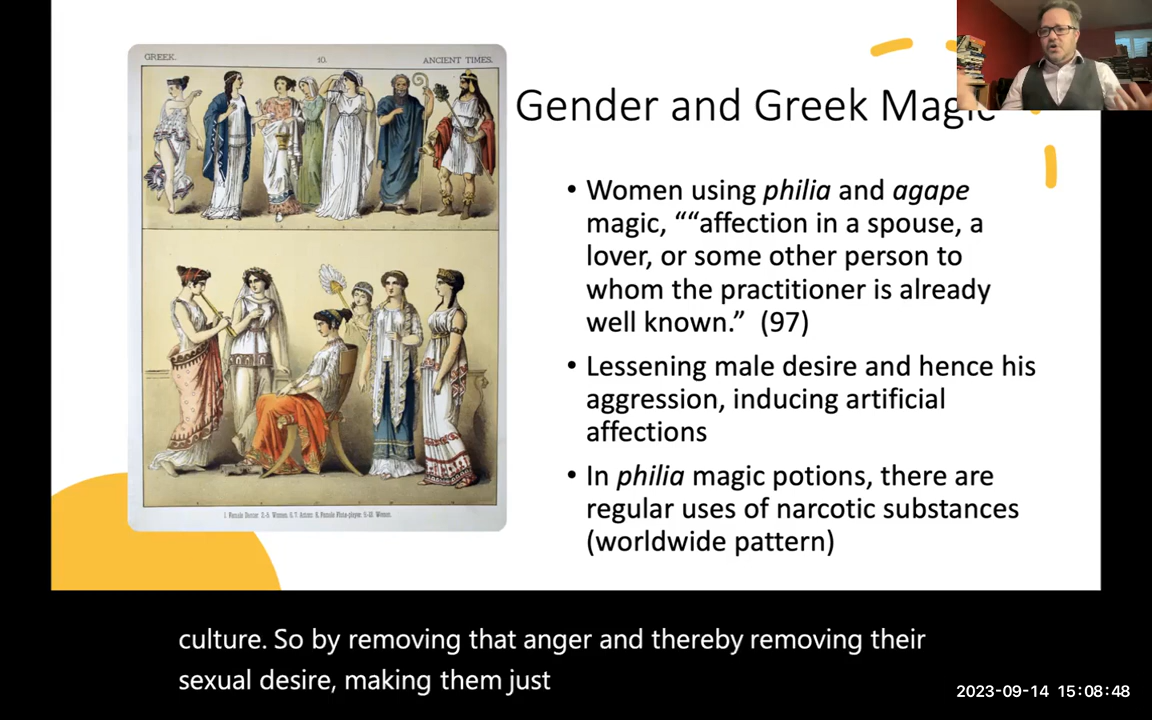 GREEK.
10.
ANCIENT TIMES.
Gender and Greek Magic
• Women using philia and agape
magic, ““affection in a spouse, a
lover, or some other person to
whom the practitioner is already
well known.” (97)
• Lessening male desire and hence his
aggression, inducing artificial
affections
• In philia magic potions, there are
regular uses of narcotic substances
(worldwide pattern)
culture. So by removing that anger and thereby removing their
sexual desire, making them just
2023-09-14 15:08:48